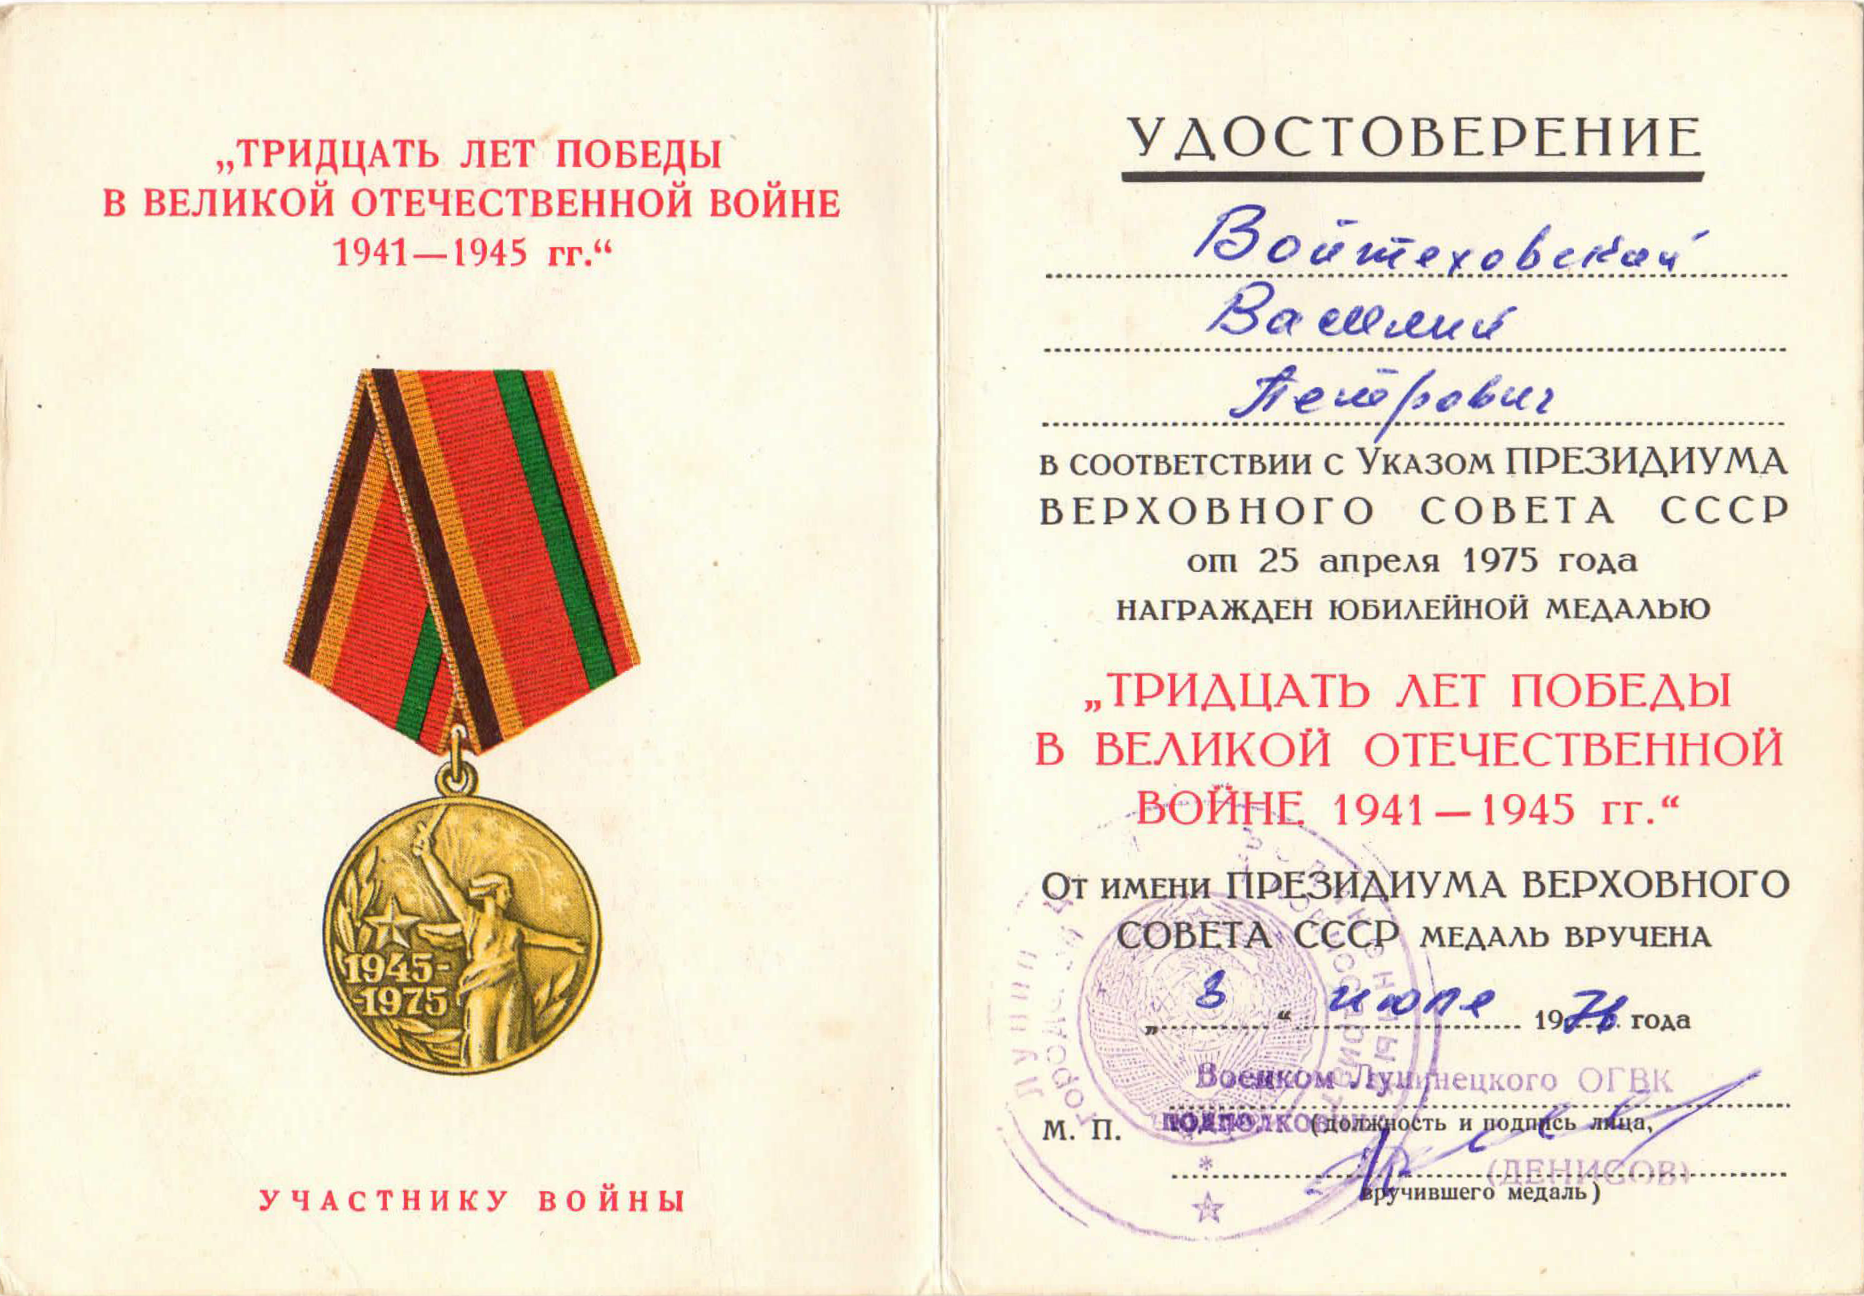 „ТРИДЦАТЬ ЛЕТ ПОБЕДЫ
В ВЕЛИКОЙ ОТЕЧЕСТВЕННОЙ ВОЙНЕ
1941—1945 гг.“
1945-
-1975
УЧАСТНИКУ ВОЙНЫ
УДОСТОВЕРЕНИЕ
Войтеховский
Василий
Петрович
В СООТВЕТСТВИИ С УКАЗОМ ПРЕЗИДИУМА
ВЕРХОВНОГО СОВЕТА СССР
от 25 апреля 1975 года
НАГРАЖДЕН ЮБИЛЕЙНОЙ МЕДАЛЬЮ
„ТРИДЦАТЬ ЛЕТ ПОБЕДЫ
В ВЕЛИКОЙ ОТЕЧЕСТВЕННОЙ
ВОЙНЕ 1941—1945 гг.“
ОТ ИМЕНИ ПРЕЗИДИУМА ВЕРХОВНОГО
СОВЕТА СССР МЕДАЛЬ ВРУЧЕНА
„ 8 “ июля 1976 года
Военком Лунинецкого ОГВК
М. П. подполковник (должность и подпись лица,
(ДЕНИСОВ)
вручившего медаль)